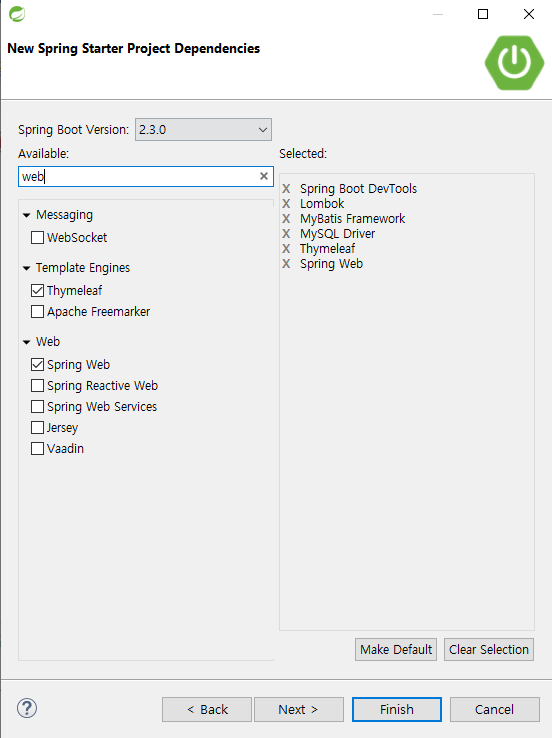 New Spring Starter Project Dependencies
Spring Boot Version: 2.3.0
Available:
web
Messaging
WebSocket
Template Engines
Thymeleaf
Apache Freemarker
Web
Spring Web
Spring Reactive Web
Spring Web Services
Jersey
Vaadin
Selected:
X Spring Boot DevTools
X Lombok
X MyBatis Framework
X MySQL Driver
X Thymeleaf
X Spring Web
Make Default Clear Selection
? < Back Next > Finish Cancel